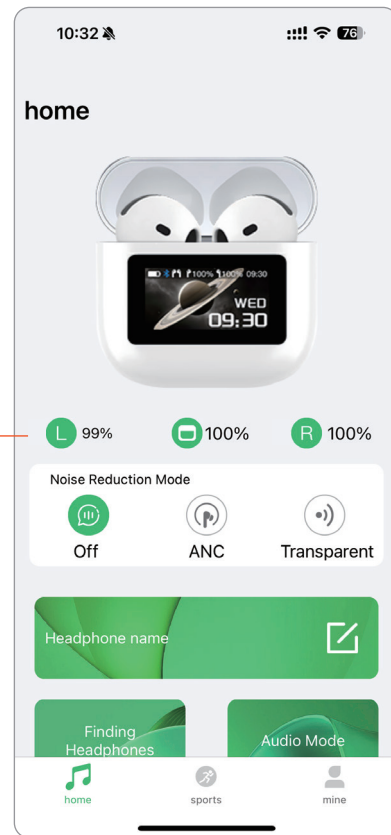 10:32
76
home
100% 100% 09:30
WED
09:30
L 99%
100%
R 100%
Noise Reduction Mode
Off
ANC
Transparent
Headphone name
Finding
Headphones
Audio Mode
home
sports
mine